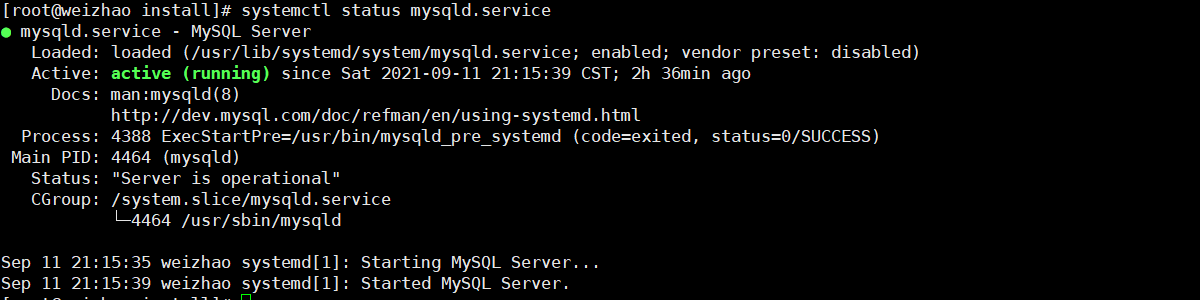 [root@weizhao install]# systemctl status mysqld.service
● mysqld.service - MySQL Server
Loaded: loaded (/usr/lib/systemd/system/mysqld.service; enabled; vendor preset: disabled)
Active: active (running) since Sat 2021-09-11 21:15:39 CST; 2h 36min ago
Docs: man:mysqld(8)
http://dev.mysql.com/doc/refman/en/using-systemd.html
Process: 4388 ExecStartPre=/usr/bin/mysqld_pre_systemd (code=exited, status=0/SUCCESS)
Main PID: 4464 (mysqld)
Status: "Server is operational"
CGroup: /system.slice/mysqld.service
└─4464 /usr/sbin/mysqld
Sep 11 21:15:35 weizhao systemd[1]: Starting MySQL Server...
Sep 11 21:15:39 weizhao systemd[1]: Started MySQL Server.